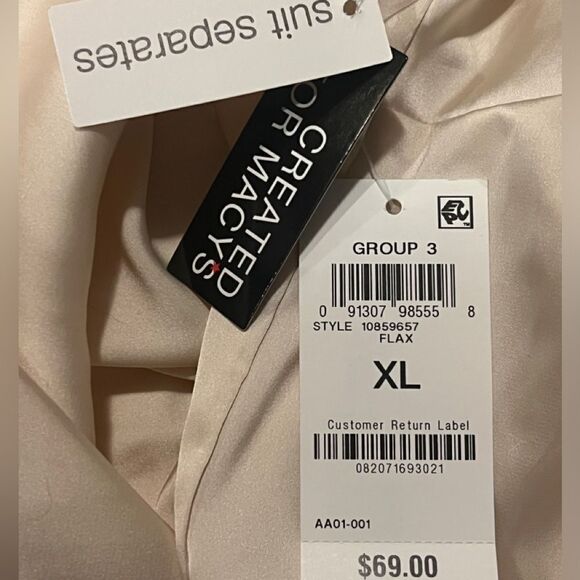 suit separates
CREATED
FOR MACY'S
GROUP 3
0 91307 98555 8
STYLE 10859657
FLAX
XL
Customer Return Label
082071693021
AA01-001
$69.00